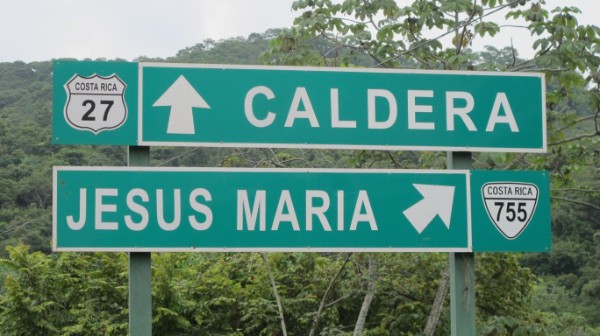 COSTA RICA
27
CALDERA
JESUS MARIA
COSTA RICA
755